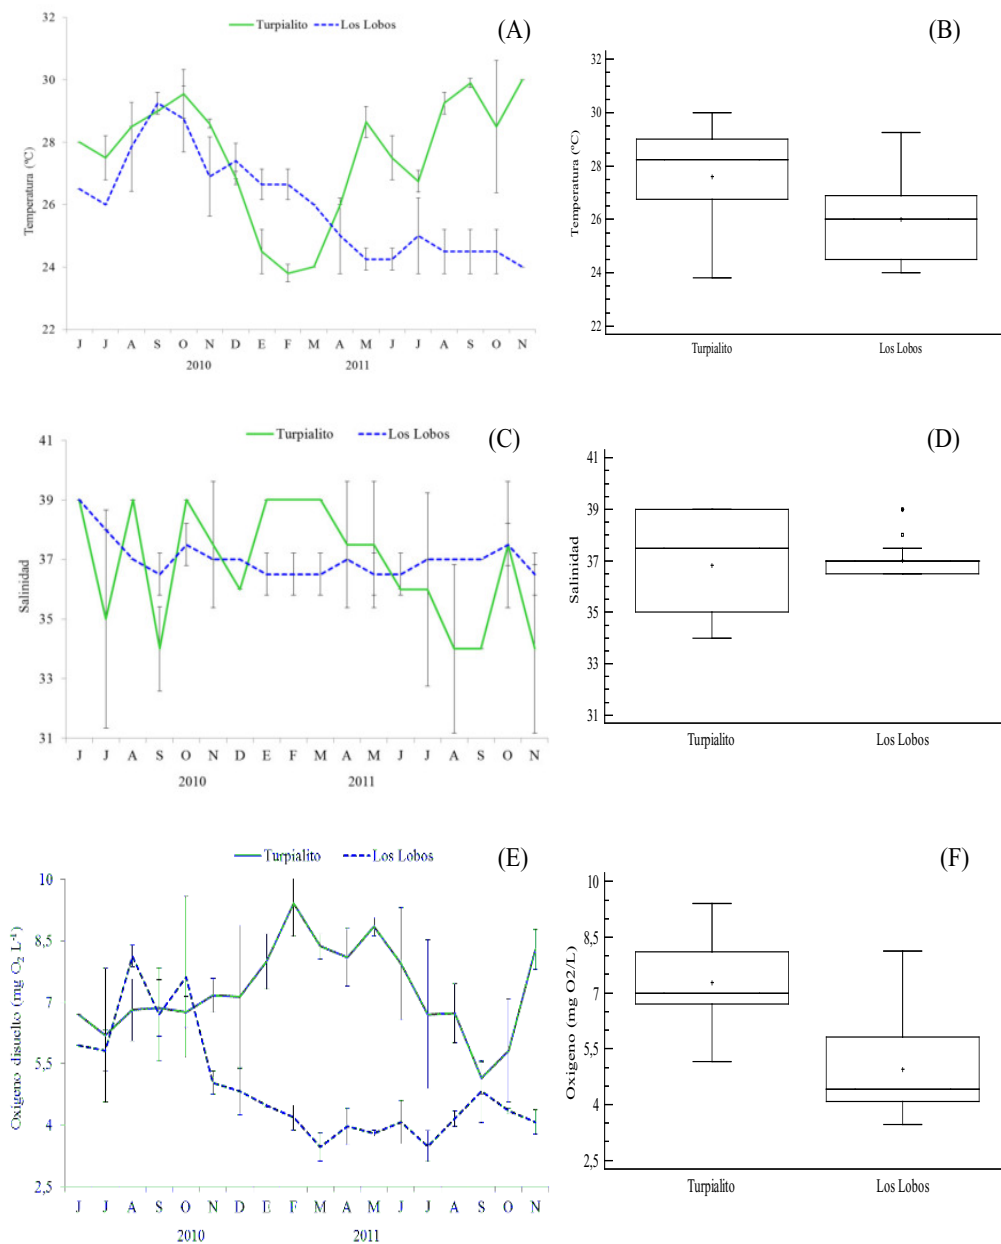 Turpialito Los Lobos (A)
32
30
28
26
24
22
Temperatura (ºC)
J J A S O N D E F M A M J J A S O N
2010 2011
(B)
32
30
28
26
24
22
Temperatura (ºC)
Turpialito Los Lobos
Turpialito Los Lobos (C)
41
39
37
35
33
31
Salinidad
J J A S O N D E F M A M J J A S O N
2010 2011
(D)
41
39
37
35
33
31
Salinidad
Turpialito Los Lobos
Turpialito Los Lobos (E)
10
8,5
7
5,5
4
2,5
Oxígeno disuelto (mg O2 L-1)
J J A S O N D E F M A M J J A S O N
2010 2011
(F)
10
8,5
7
5,5
4
2,5
Oxígeno (mg O2/L)
Turpialito Los Lobos